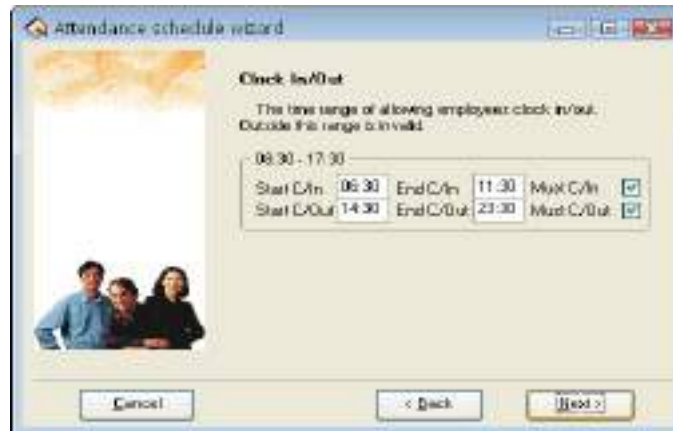 Attendance schedule wizard
Clock In/Out
The time range of allowing employees clock in/out.
Outside this range is invalid.
08:30 - 17:30
Start C/In 06:30 End C/In 11:30 Must C/In
Start C/Out 14:30 End C/Out 23:30 Must C/Out
Cancel < Back Next >